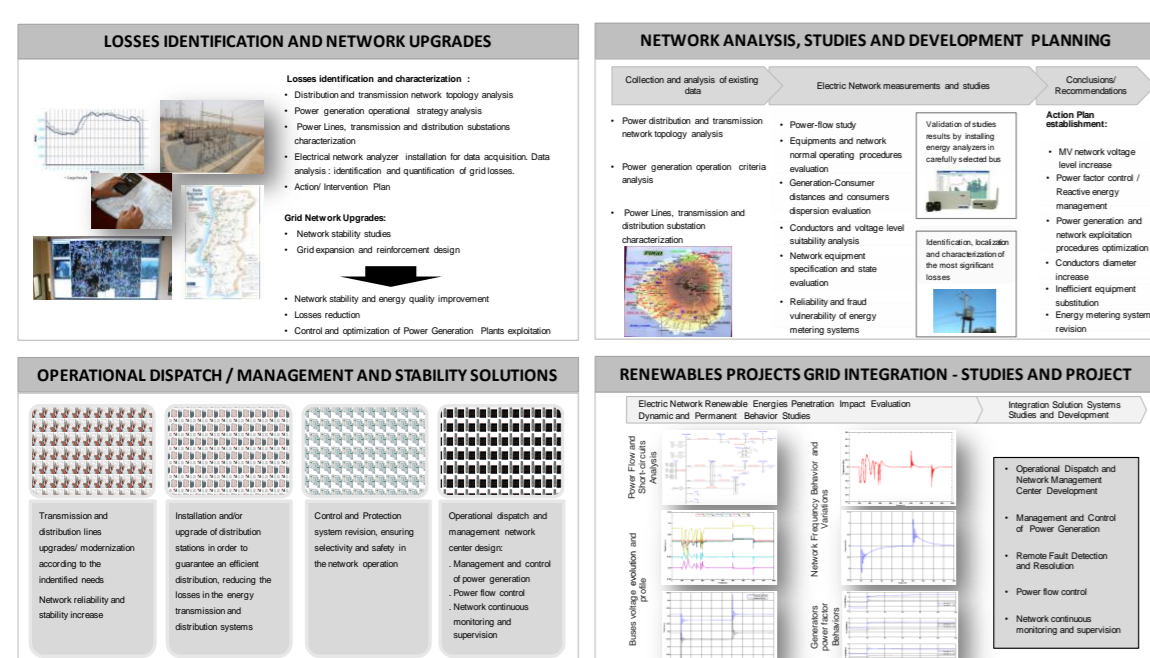 LOSSES IDENTIFICATION AND NETWORK UPGRADES
Losses identification and characterization :
• Distribution and transmission network topology analysis
• Power generation operational strategy analysis
• Power Lines, transmission and distribution substations
characterization
• Electrical network analyzer installation for data acquisition. Data
analysis : identification and quantification of grid losses.
• Action/ Intervention Plan
Grid Network Upgrades:
• Network stability studies
• Grid expansion and reinforcement design
• Network stability and energy quality improvement
• Losses reduction
• Control and optimization of Power Generation Plants exploitation
NETWORK ANALYSIS, STUDIES AND DEVELOPMENT PLANNING
Collection and analysis of existing
data
Electric Network measurements and studies
Conclusions/
Recommendations
• Power distribution and transmission
network topology analysis
• Power generation operation criteria
analysis
• Power Lines, transmission and
distribution substation
characterization
FOGO
• Power-flow study
• Equipments and network
normal operating procedures
evaluation
• Generation-Consumer
distances and consumers
dispersion evaluation
• Conductors and voltage level
suitability analysis
• Network equipment
specification and state
evaluation
• Reliability and fraud
vulnerability of energy
metering systems
Validation of studies
results by installing
energy analyzers in
carefully selected bus
Identification, localization
and characterization of
the most significant
losses
Action Plan
establishment:
• MV network voltage
level increase
• Power factor control /
Reactive energy
management
• Power generation and
network exploitation
procedures optimization
• Conductors diameter
increase
• Inefficient equipment
substitution
• Energy metering system
revision
OPERATIONAL DISPATCH / MANAGEMENT AND STABILITY SOLUTIONS
Transmission and
distribution lines
upgrades/ modernization
according to the
indentified needs
Network reliability and
stability increase
Installation and/or
upgrade of distribution
stations in order to
guarantee an efficient
distribution, reducing the
losses in the energy
transmission and
distribution systems
Control and Protection
system revision, ensuring
selectivity and safety in
the network operation
Operational dispatch and
management network
center design:
. Management and control
of power generation
. Power flow control
. Network continuous
monitoring and
supervision
RENEWABLES PROJECTS GRID INTEGRATION - STUDIES AND PROJECT
Electric Network Renewable Energies Penetration Impact Evaluation
Dynamic and Permanent Behavior Studies
Integration Solution Systems
Studies and Development
Power Flow and
Short-circuits
Analysis
Buses voltage evolution and
profile
Network Frequency Behavior and
Variations
Generators
power factor
Behaviors
• Operational Dispatch and
Network Management
Center Development
• Management and Control
of Power Generation
• Remote Fault Detection
and Resolution
• Power flow control
• Network continuous
monitoring and supervision